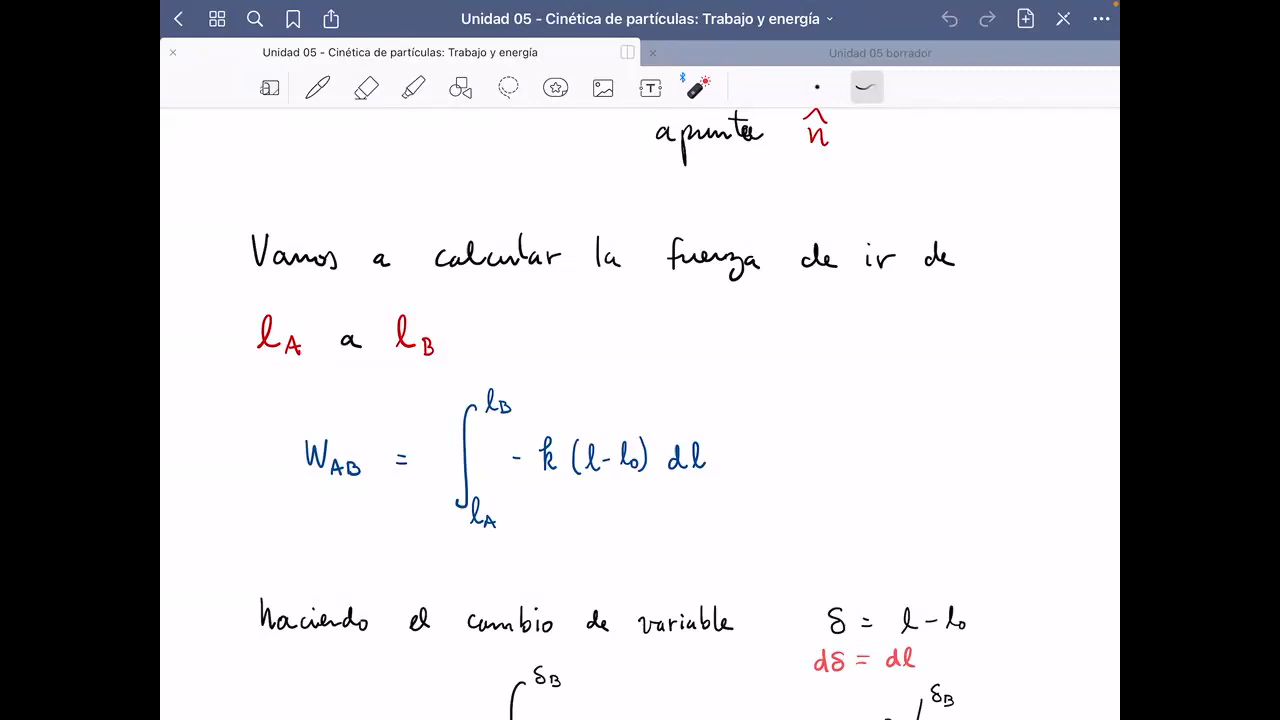 Unidad 05 - Cinética de partículas: Trabajo y energía
Unidad 05 - Cinética de partículas: Trabajo y energía
Unidad 05 borrador
apunta n̂
Vamos a calcular la fuerza de ir de
l_A a l_B
W_AB = ∫_{l_A}^{l_B} - k (l - l₀) dl
haciendo el cambio de variable δ = l - l₀
dδ = dl
δ_B
δ_B